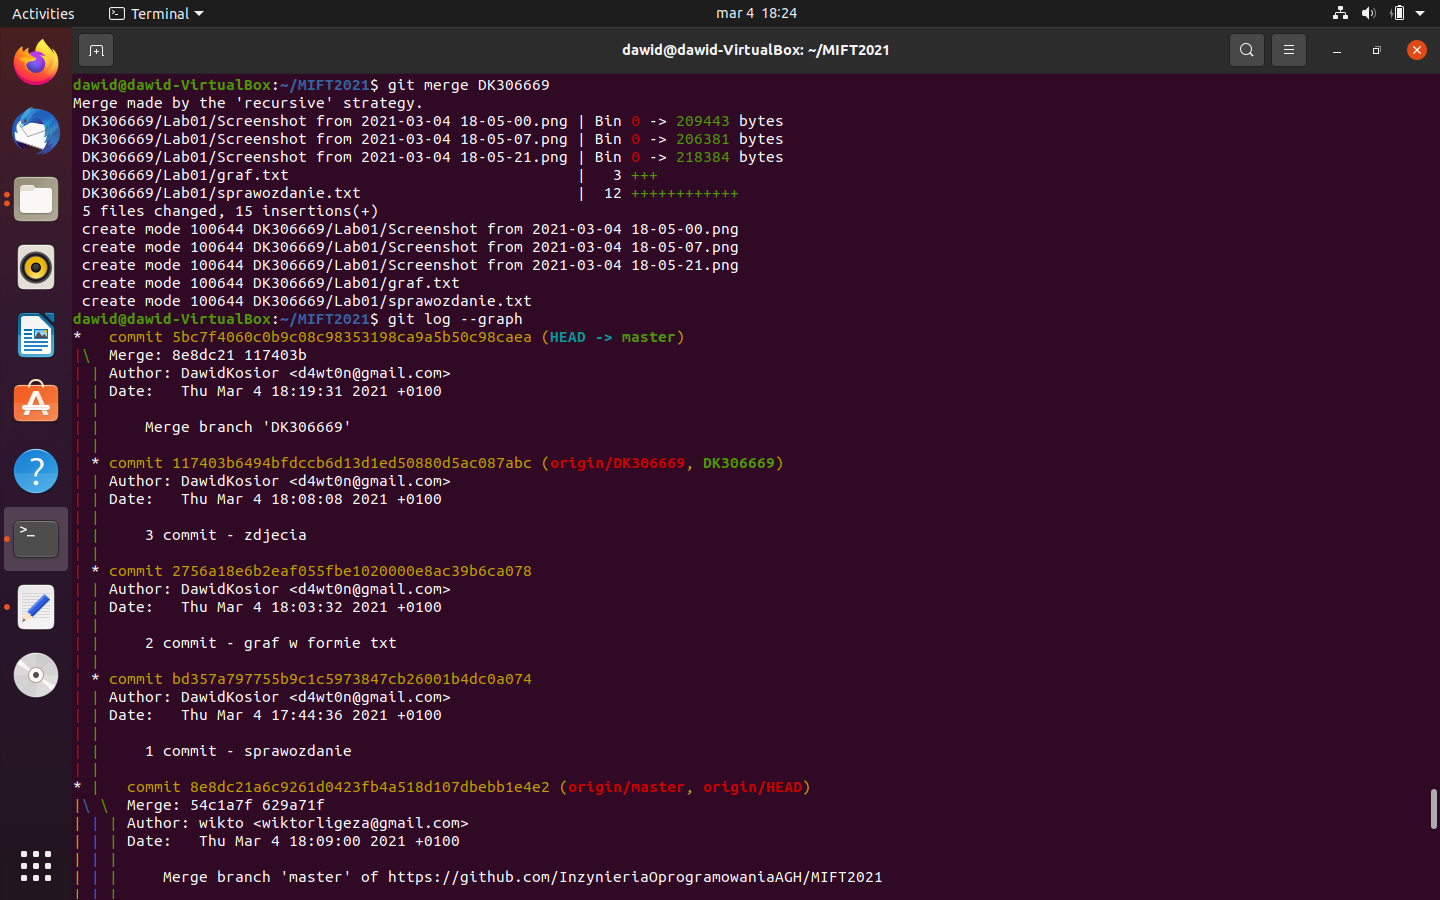 Activities Terminal mar 4 18:24
dawid@dawid-VirtualBox: ~/MIFT2021
dawid@dawid-VirtualBox:~/MIFT2021$ git merge DK306669
Merge made by the 'recursive' strategy.
 DK306669/Lab01/Screenshot from 2021-03-04 18-05-00.png | Bin 0 -> 209443 bytes
 DK306669/Lab01/Screenshot from 2021-03-04 18-05-07.png | Bin 0 -> 206381 bytes
 DK306669/Lab01/Screenshot from 2021-03-04 18-05-21.png | Bin 0 -> 218384 bytes
 DK306669/Lab01/graf.txt                                |   3 +++
 DK306669/Lab01/sprawozdanie.txt                        |  12 ++++++++++++
 5 files changed, 15 insertions(+)
 create mode 100644 DK306669/Lab01/Screenshot from 2021-03-04 18-05-00.png
 create mode 100644 DK306669/Lab01/Screenshot from 2021-03-04 18-05-07.png
 create mode 100644 DK306669/Lab01/Screenshot from 2021-03-04 18-05-21.png
 create mode 100644 DK306669/Lab01/graf.txt
 create mode 100644 DK306669/Lab01/sprawozdanie.txt
dawid@dawid-VirtualBox:~/MIFT2021$ git log --graph
*   commit 5bc7f4060c0b9c08c98353198ca9a5b50c98caea (HEAD -> master)
|\  Merge: 8e8dc21 117403b
| | Author: DawidKosior <d4wt0n@gmail.com>
| | Date:   Thu Mar 4 18:19:31 2021 +0100
| |
| |     Merge branch 'DK306669'
| |
| * commit 117403b6494bfdccb6d13d1ed50880d5ac087abc (origin/DK306669, DK306669)
| | Author: DawidKosior <d4wt0n@gmail.com>
| | Date:   Thu Mar 4 18:08:08 2021 +0100
| |
| |     3 commit - zdjecia
| |
| * commit 2756a18e6b2eaf055fbe1020000e8ac39b6ca078
| | Author: DawidKosior <d4wt0n@gmail.com>
| | Date:   Thu Mar 4 18:03:32 2021 +0100
| |
| |     2 commit - graf w formie txt
| |
| * commit bd357a797755b9c1c5973847cb26001b4dc0a074
| | Author: DawidKosior <d4wt0n@gmail.com>
| | Date:   Thu Mar 4 17:44:36 2021 +0100
| |
| |     1 commit - sprawozdanie
| |
* |   commit 8e8dc21a6c9261d0423fb4a518d107dbebb1e4e2 (origin/master, origin/HEAD)
|\ \  Merge: 54c1a7f 629a71f
| | | Author: wikto <wiktorligeza@gmail.com>
| | | Date:   Thu Mar 4 18:09:00 2021 +0100
| | |
| | |     Merge branch 'master' of https://github.com/InzynieriaOprogramowaniaAGH/MIFT2021
| | |